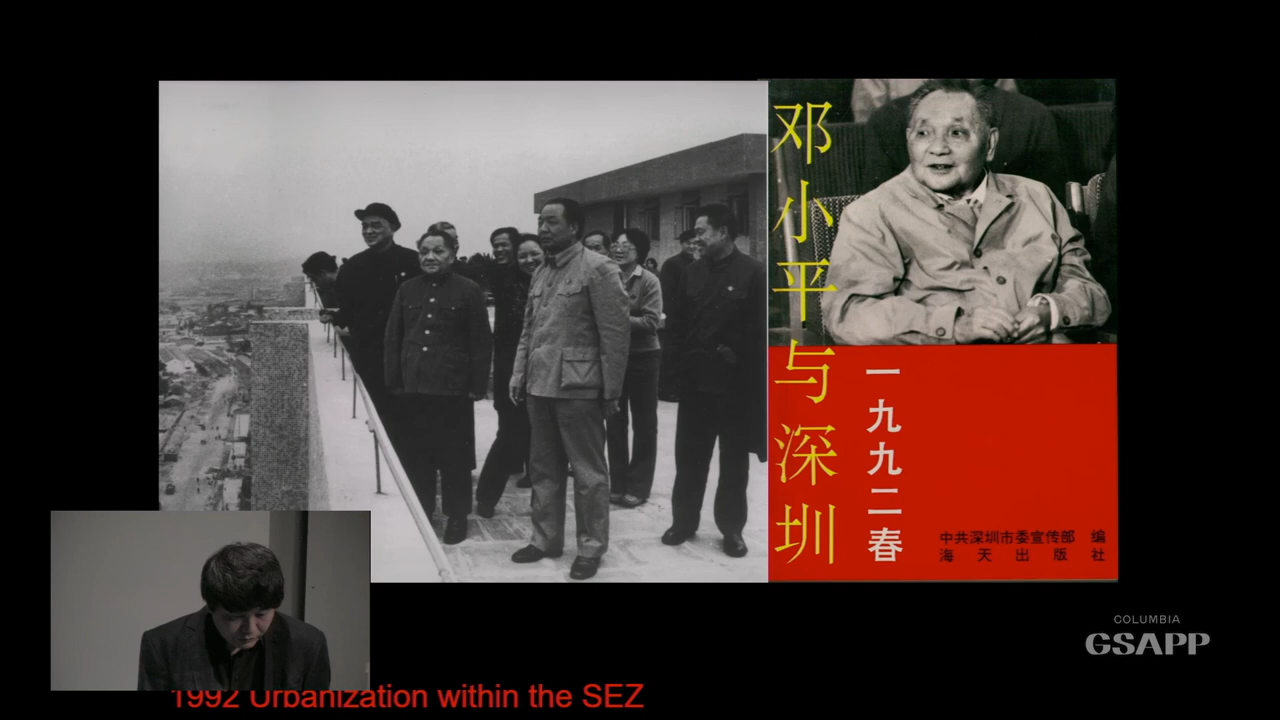 邓小平与深圳
一九九二春
中共深圳市委宣传部 编
海天出版社
COLUMBIA
GSAPP
1992 Urbanization within the SEZ